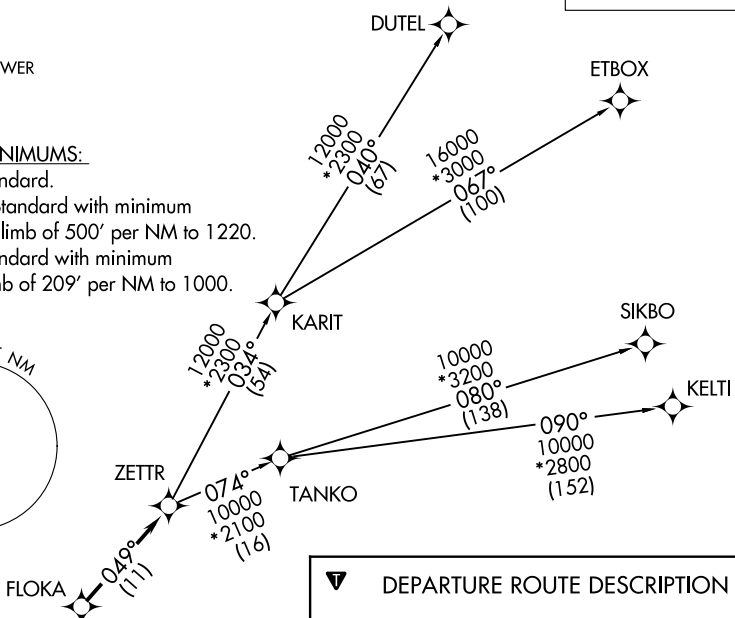 DUTEL
WER
ETBOX
12000
*2300
040°
(67)
16000
*3000
067°
(100)
NIMUMS:
ndard.
Standard with minimum
limb of 500' per NM to 1220.
ndard with minimum
b of 209' per NM to 1000.
KARIT
SIKBO
12000
*2300
034°
(54)
NM
10000
*3200
080°
(138)
KELTI
090°
10000
*2800
(152)
ZETTR
TANKO
074°
10000
*2100
(16)
049°
(11)
FLOKA
T DEPARTURE ROUTE DESCRIPTION